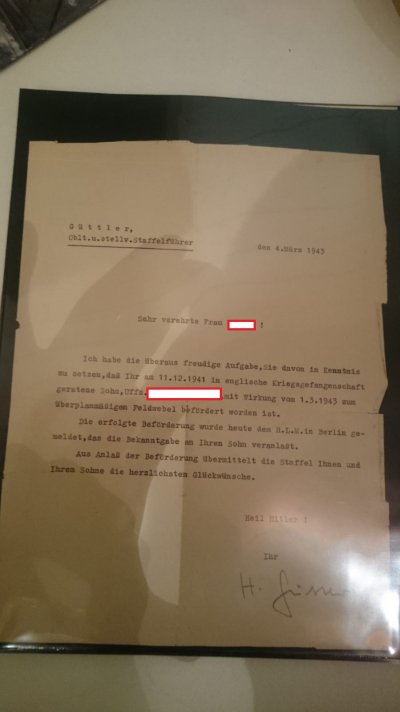 Güttler,
Oblt.u.stellv.Staffelführer
den 4.März 1943
Sehr verehrte Frau !
Ich habe die überaus freudige Aufgabe,Sie davon in Kenntnis
zu setzen,daß Ihr am 11.12.1941 in englische Kriegsgefangenschaft
geratene Sohn,Uffz. mit Wirkung vom 1.3.1943 zum
überplanmäßigen Feldwebel befördert worden ist.
Die erfolgte Beförderung wurde heute dem R.L.M.in Berlin ge-
meldet,das die Bekanntgabe an Ihren Sohn veranlaßt.
Aus Anlaß der Beförderung übermittelt die Staffel Ihnen und
Ihrem Sohne die herzlichsten Glückwünsche.
Heil Hitler !
Ihr
H.